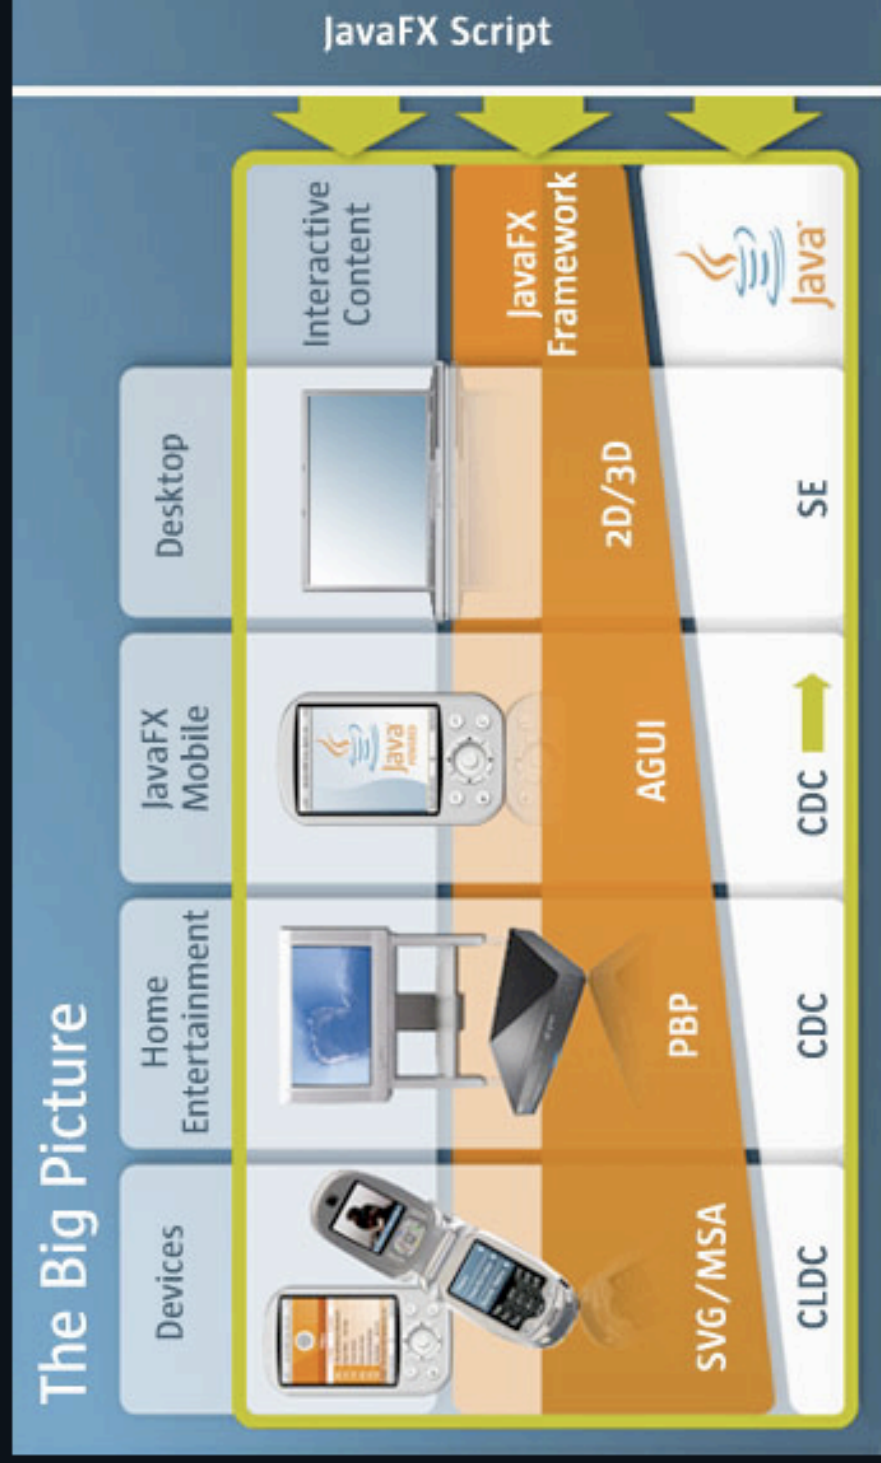 The Big Picture
Devices
Home
Entertainment
JavaFX
Mobile
Desktop
Interactive
Content
JavaFX
Framework
SVG/MSA
PBP
AGUI
2D/3D
CLDC
CDC
CDC
SE
Java
Java
JavaFX Script